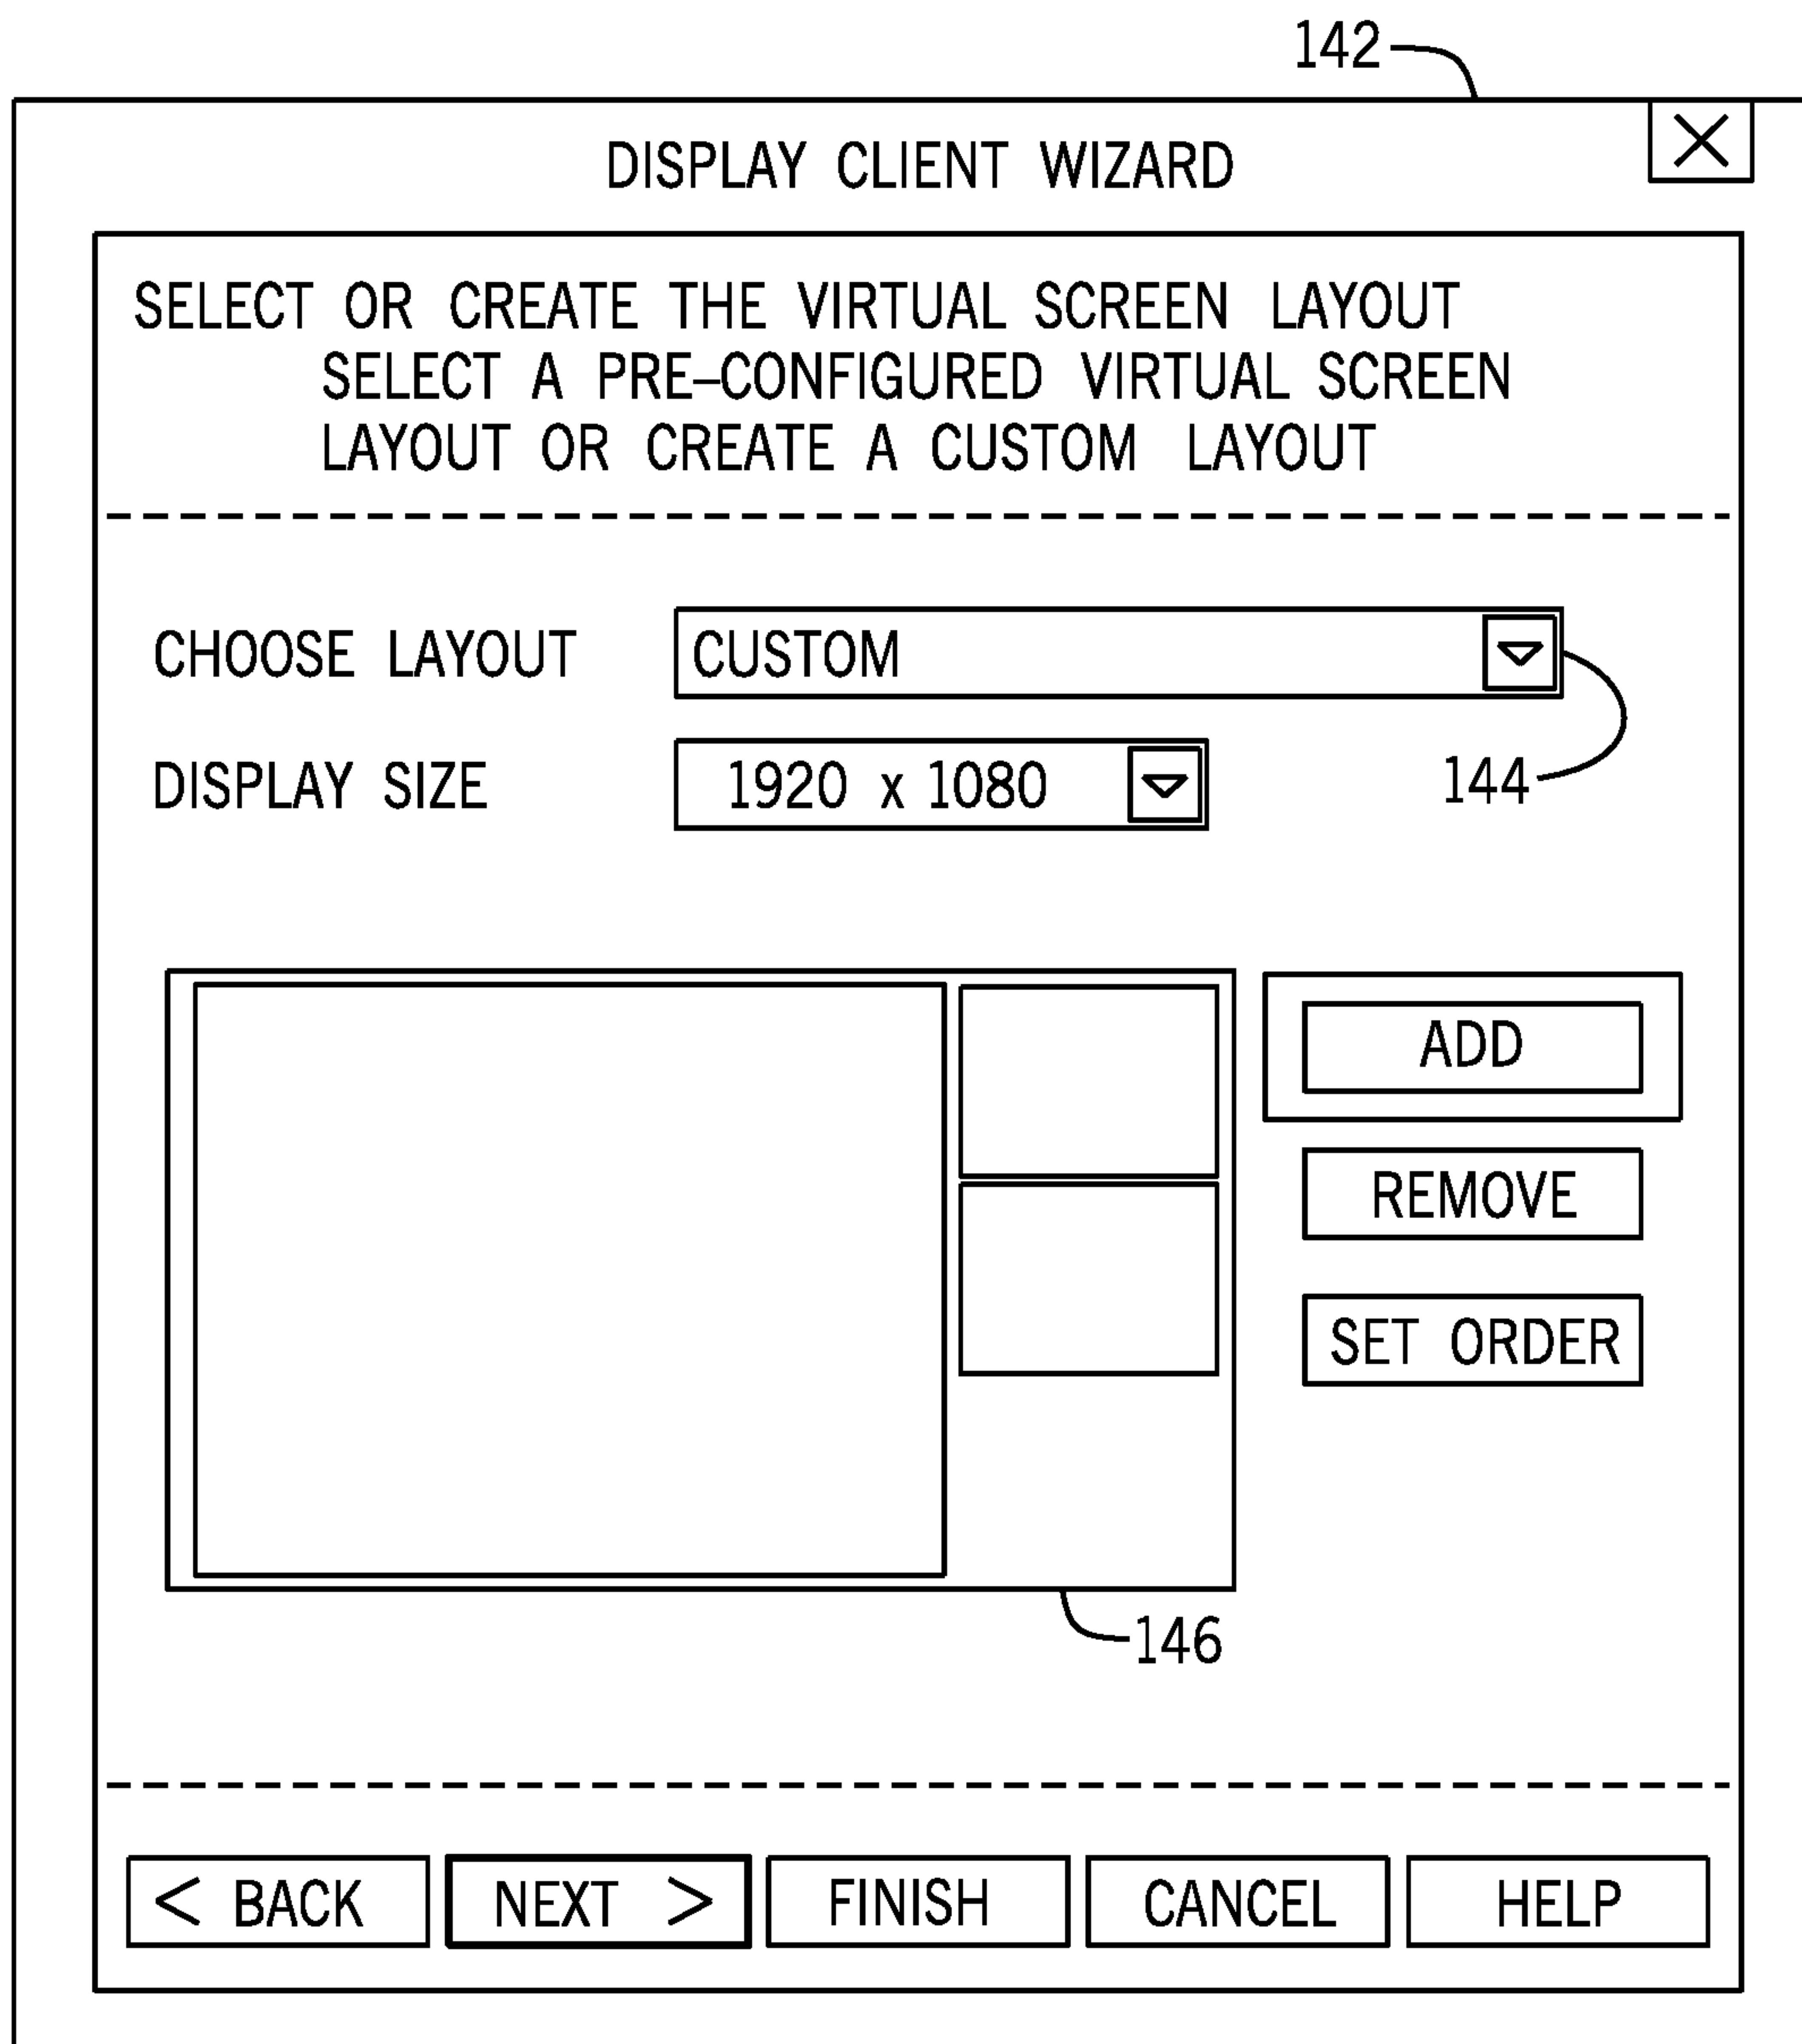 142
DISPLAY CLIENT WIZARD
SELECT OR CREATE THE VIRTUAL SCREEN LAYOUT
SELECT A PRE–CONFIGURED VIRTUAL SCREEN
LAYOUT OR CREATE A CUSTOM LAYOUT
CHOOSE LAYOUT CUSTOM
DISPLAY SIZE 1920 x 1080
144
ADD
REMOVE
SET ORDER
146
< BACK NEXT > FINISH CANCEL HELP